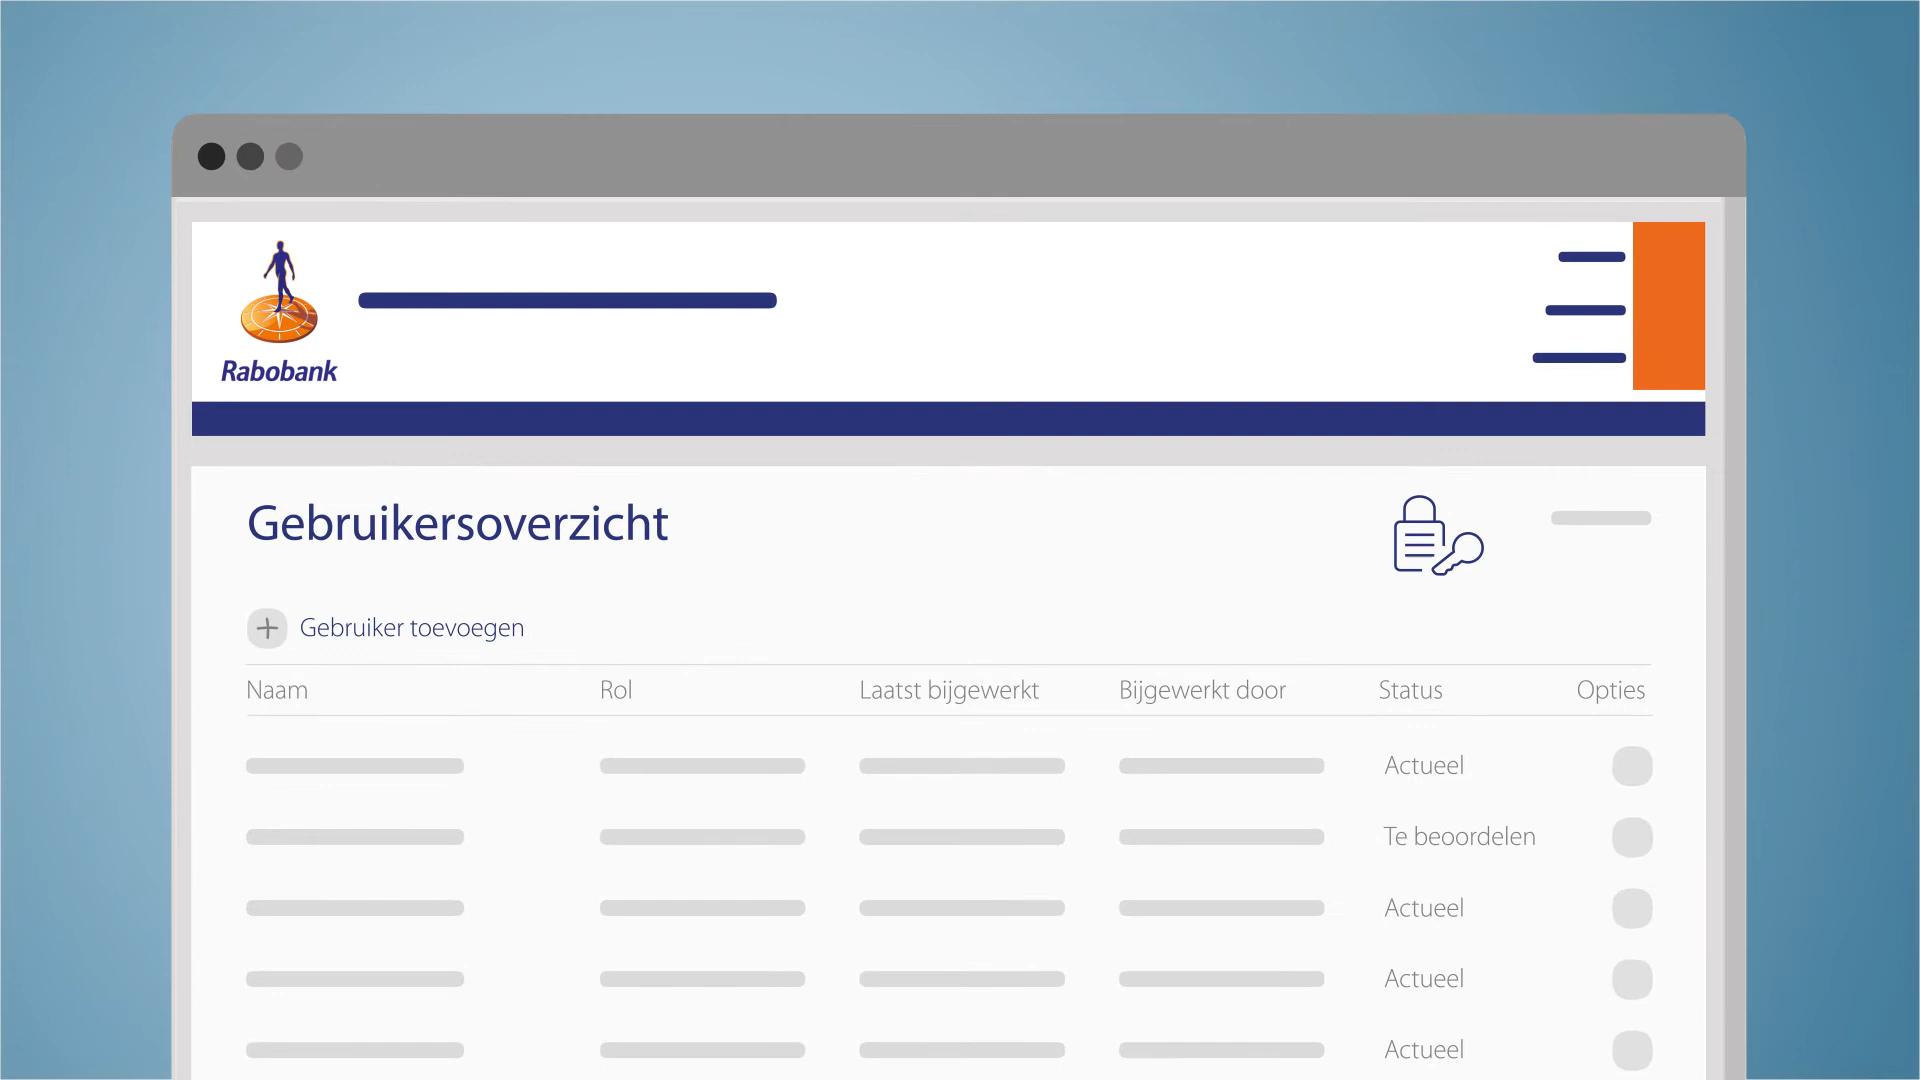 Rabobank
Gebruikersoverzicht
Gebruiker toevoegen
Naam Rol Laatst bijgewerkt Bijgewerkt door Status Opties
Actueel
Te beoordelen
Actueel
Actueel
Actueel